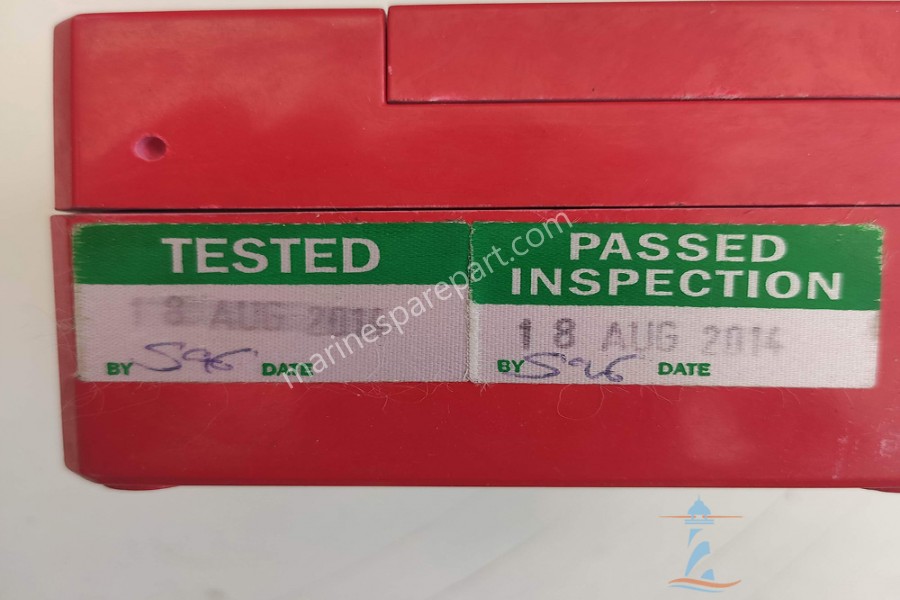 TESTED
18 AUG 2014
BY S96 DATE
PASSED
INSPECTION
18 AUG 2014
BY S96 DATE
marinesparepart.com